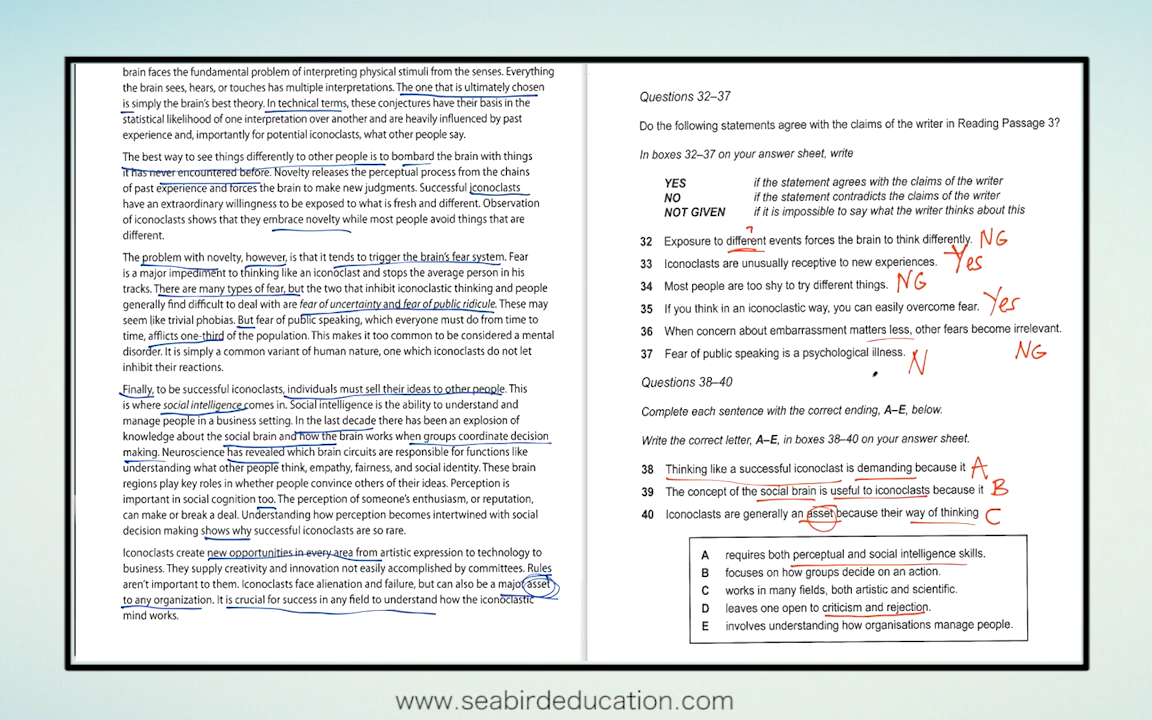 brain faces the fundamental problem of interpreting physical stimuli from the senses. Everything
the brain sees, hears, or touches has multiple interpretations. The one that is ultimately chosen
is simply the brain's best theory. In technical terms, these conjectures have their basis in the
statistical likelihood of one interpretation over another and are heavily influenced by past
experience and, importantly for potential iconoclasts, what other people say.
The best way to see things differently to other people is to bombard the brain with things
it has never encountered before. Novelty releases the perceptual process from the chains
of past experience and forces the brain to make new judgments. Successful iconoclasts
have an extraordinary willingness to be exposed to what is fresh and different. Observation
of iconoclasts shows that they embrace novelty while most people avoid things that are
different.
The problem with novelty, however, is that it tends to trigger the brain's fear system. Fear
is a major impediment to thinking like an iconoclast and stops the average person in his
tracks. There are many types of fear, but the two that inhibit iconoclastic thinking and people
generally find difficult to deal with are fear of uncertainty and fear of public ridicule. These may
seem like trivial phobias. But fear of public speaking, which everyone must do from time to
time, afflicts one-third of the population. This makes it too common to be considered a mental
disorder. It is simply a common variant of human nature, one which iconoclasts do not let
inhibit their reactions.
Finally, to be successful iconoclasts, individuals must sell their ideas to other people. This
is where social intelligence comes in. Social intelligence is the ability to understand and
manage people in a business setting. In the last decade there has been an explosion of
knowledge about the social brain and how the brain works when groups coordinate decision
making. Neuroscience has revealed which brain circuits are responsible for functions like
understanding what other people think, empathy, fairness, and social identity. These brain
regions play key roles in whether people convince others of their ideas. Perception is
important in social cognition too. The perception of someone's enthusiasm, or reputation,
can make or break a deal. Understanding how perception becomes intertwined with social
decision making shows why successful iconoclasts are so rare.
Iconoclasts create new opportunities in every area from artistic expression to technology to
business. They supply creativity and innovation not easily accomplished by committees. Rules
aren't important to them. Iconoclasts face alienation and failure, but can also be a major asset
to any organization. It is crucial for success in any field to understand how the iconoclastic
mind works.
Questions 32–37
Do the following statements agree with the claims of the writer in Reading Passage 3?
In boxes 32–37 on your answer sheet, write
YES if the statement agrees with the claims of the writer
NO if the statement contradicts the claims of the writer
NOT GIVEN if it is impossible to say what the writer thinks about this
?
32 Exposure to different events forces the brain to think differently. NG
33 Iconoclasts are unusually receptive to new experiences. Yes
34 Most people are too shy to try different things. NG
35 If you think in an iconoclastic way, you can easily overcome fear. Yes
36 When concern about embarrassment matters less, other fears become irrelevant.
NG
37 Fear of public speaking is a psychological illness. N
Questions 38–40
Complete each sentence with the correct ending, A–E, below.
Write the correct letter, A–E, in boxes 38–40 on your answer sheet.
38 Thinking like a successful iconoclast is demanding because it A
39 The concept of the social brain is useful to iconoclasts because it B
40 Iconoclasts are generally an asset because their way of thinking C
A requires both perceptual and social intelligence skills.
B focuses on how groups decide on an action.
C works in many fields, both artistic and scientific.
D leaves one open to criticism and rejection.
E involves understanding how organisations manage people.
www.seabirdeducation.com